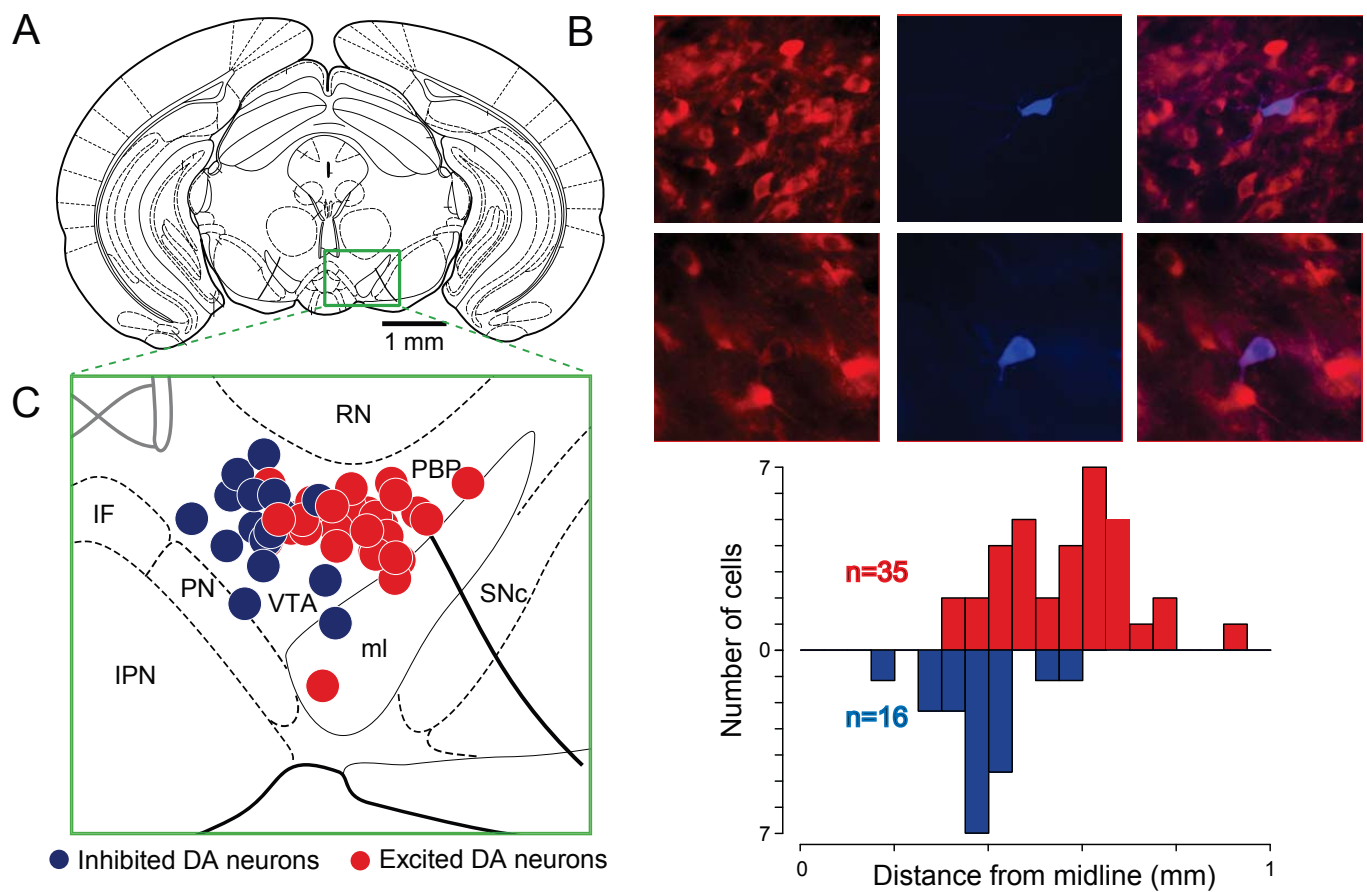 A
B
1 mm
C
RN
PBP
IF
PN
VTA
SNc
ml
IPN
Inhibited DA neurons
Excited DA neurons
7
n=35
Number of cells
0
n=16
7
0
1
Distance from midline (mm)